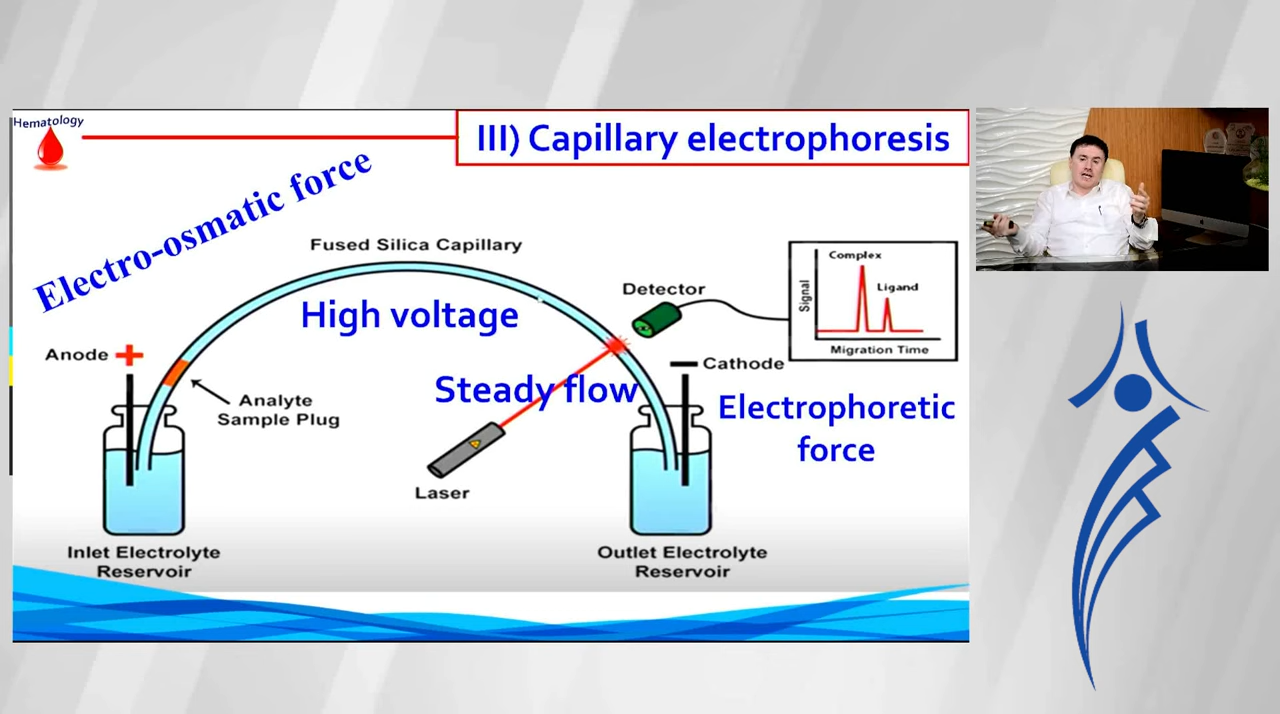 Hematology
III) Capillary electrophoresis
Electro-osmatic force
Fused Silica Capillary
High voltage
Detector
Complex
Ligand
Signal
Migration Time
Anode +
Cathode
Analyte
Sample Plug
Steady flow
Electrophoretic
force
Laser
Inlet Electrolyte
Reservoir
Outlet Electrolyte
Reservoir